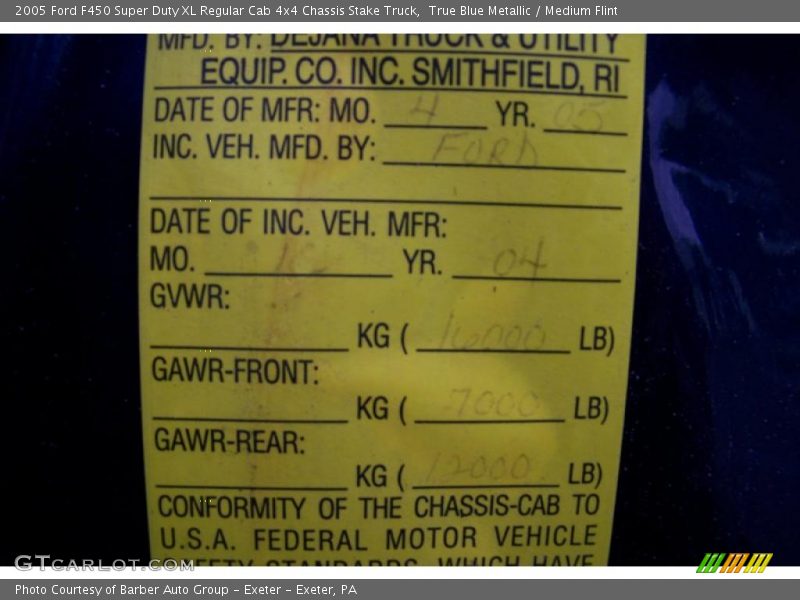 2005 Ford F450 Super Duty XL Regular Cab 4x4 Chassis Stake Truck,  True Blue Metallic / Medium Flint
MFD. BY: DEJANA TRUCK & UTILITY
EQUIP. CO. INC. SMITHFIELD, RI
DATE OF MFR: MO. 4 YR. 05
INC. VEH. MFD. BY: FORD
DATE OF INC. VEH. MFR:
MO. YR. 04
GVWR:
KG ( 16000 LB)
GAWR-FRONT:
KG ( 7000 LB)
GAWR-REAR:
KG ( 12000 LB)
CONFORMITY OF THE CHASSIS-CAB TO
U.S.A. FEDERAL MOTOR VEHICLE
SAFETY STANDARDS WHICH HAVE
GTCARLOT.COM
Photo Courtesy of Barber Auto Group - Exeter - Exeter, PA